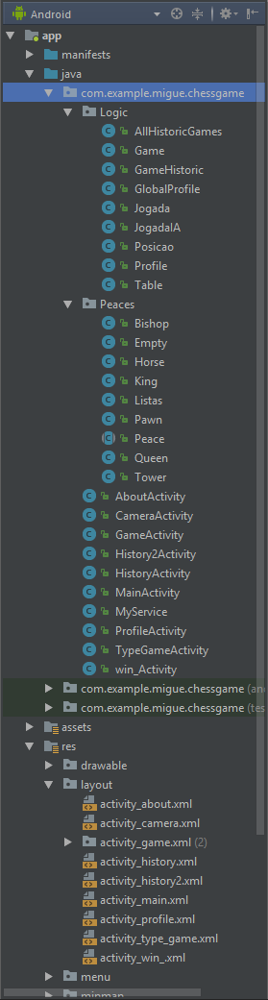 Android
app
manifests
java
com.example.migue.chessgame
Logic
AllHistoricGames
Game
GameHistoric
GlobalProfile
Jogada
JogadaIA
Posicao
Profile
Table
Peaces
Bishop
Empty
Horse
King
Listas
Pawn
Peace
Queen
Tower
AboutActivity
CameraActivity
GameActivity
History2Activity
HistoryActivity
MainActivity
MyService
ProfileActivity
TypeGameActivity
win_Activity
com.example.migue.chessgame (an
com.example.migue.chessgame (tes
assets
res
drawable
layout
activity_about.xml
activity_camera.xml
activity_game.xml (2)
activity_history.xml
activity_history2.xml
activity_main.xml
activity_profile.xml
activity_type_game.xml
activity_win_.xml
menu